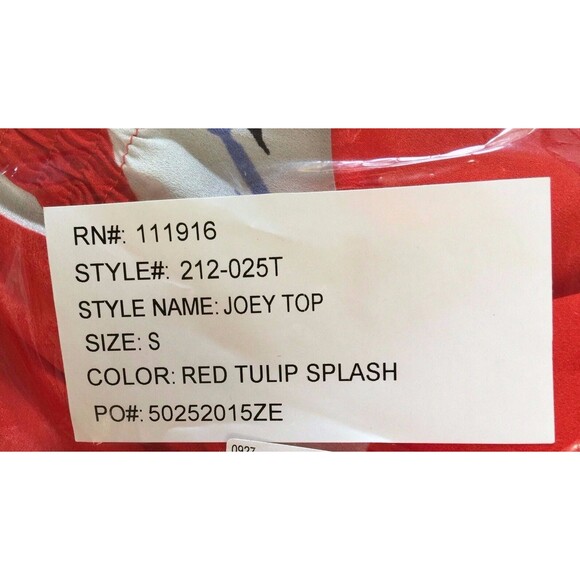 RN#: 111916
STYLE#: 212-025T
STYLE NAME: JOEY TOP
SIZE: S
COLOR: RED TULIP SPLASH
PO#: 50252015ZE